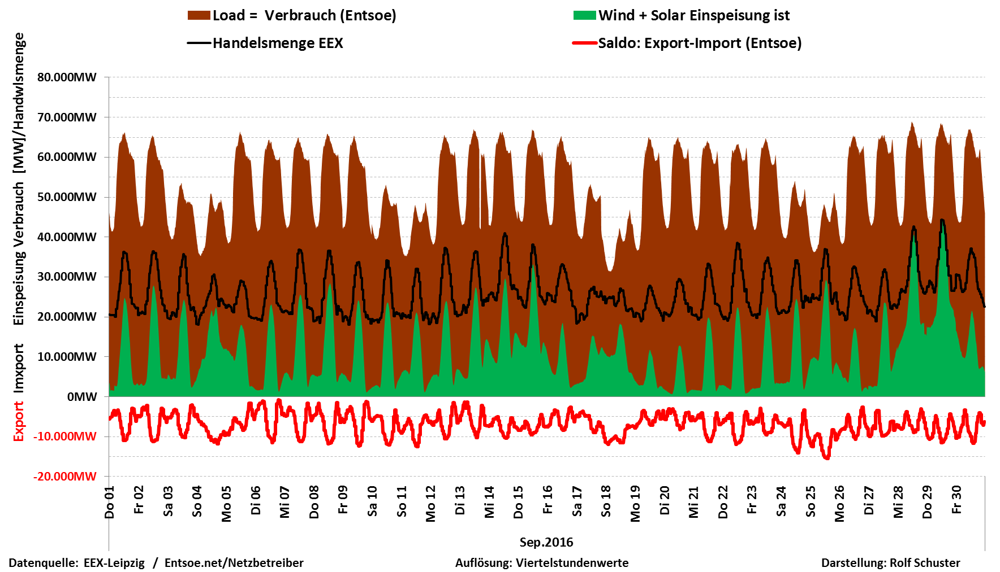 Load =  Verbrauch (Entsoe)
Wind + Solar Einspeisung ist
Handelsmenge EEX
Saldo: Export-Import (Entsoe)
Export  Imxport    Einspeisung Verbrauch  [MW]/Handwlsmenge
80.000MW
70.000MW
60.000MW
50.000MW
40.000MW
30.000MW
20.000MW
10.000MW
0MW
-10.000MW
-20.000MW
Do 01
Fr 02
Sa 03
So 04
Mo 05
Di 06
Mi 07
Do 08
Fr 09
Sa 10
So 11
Mo 12
Di 13
Mi 14
Do 15
Fr 16
Sa 17
So 18
Mo 19
Di 20
Mi 21
Do 22
Fr 23
Sa 24
So 25
Mo 26
Di 27
Mi 28
Do 29
Fr 30
Sep.2016
Datenquelle:  EEX-Leipzig  /  Entsoe.net/Netzbetreiber
Auflösung: Viertelstundenwerte
Darstellung: Rolf Schuster